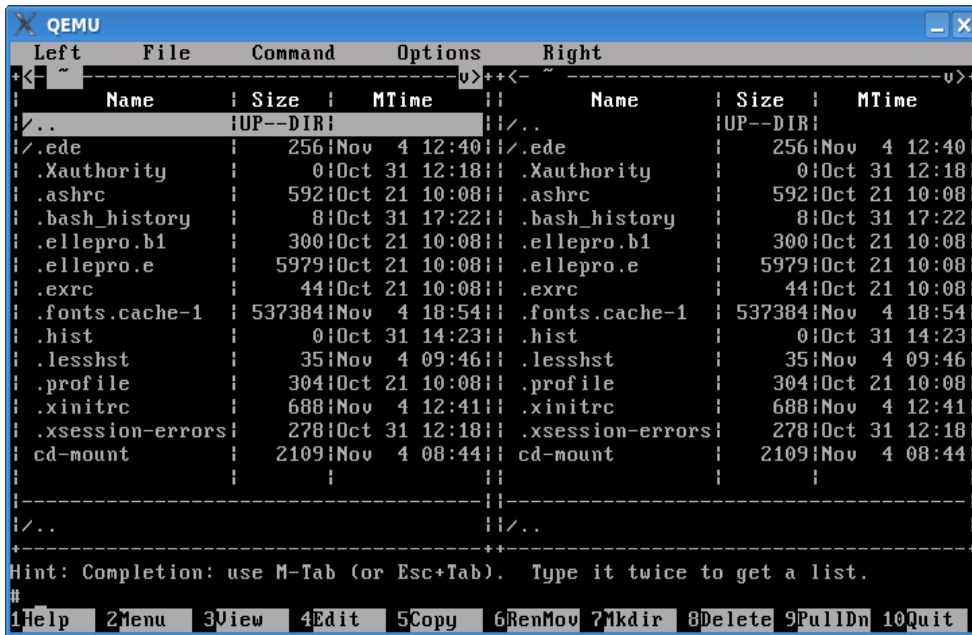 QEMU
Left File Command Options Right
<- ~ v> <- ~ v>
Name Size MTime Name Size MTime
/.. UP--DIR /.. UP--DIR
/.ede 256 Nov 4 12:40 /.ede 256 Nov 4 12:40
.Xauthority 0 Oct 31 12:18 .Xauthority 0 Oct 31 12:18
.ashrc 592 Oct 21 10:08 .ashrc 592 Oct 21 10:08
.bash_history 8 Oct 31 17:22 .bash_history 8 Oct 31 17:22
.ellepro.b1 300 Oct 21 10:08 .ellepro.b1 300 Oct 21 10:08
.ellepro.e 5979 Oct 21 10:08 .ellepro.e 5979 Oct 21 10:08
.exrc 44 Oct 21 10:08 .exrc 44 Oct 21 10:08
.fonts.cache-1 537384 Nov 4 18:54 .fonts.cache-1 537384 Nov 4 18:54
.hist 0 Oct 31 14:23 .hist 0 Oct 31 14:23
.lesshst 35 Nov 4 09:46 .lesshst 35 Nov 4 09:46
.profile 304 Oct 21 10:08 .profile 304 Oct 21 10:08
.xinitrc 688 Nov 4 12:41 .xinitrc 688 Nov 4 12:41
.xsession-errors 278 Oct 31 12:18 .xsession-errors 278 Oct 31 12:18
cd-mount 2109 Nov 4 08:44 cd-mount 2109 Nov 4 08:44
/.. /..
Hint: Completion: use M-Tab (or Esc+Tab). Type it twice to get a list.
#
1Help 2Menu 3View 4Edit 5Copy 6RenMov 7Mkdir 8Delete 9PullDn 10Quit